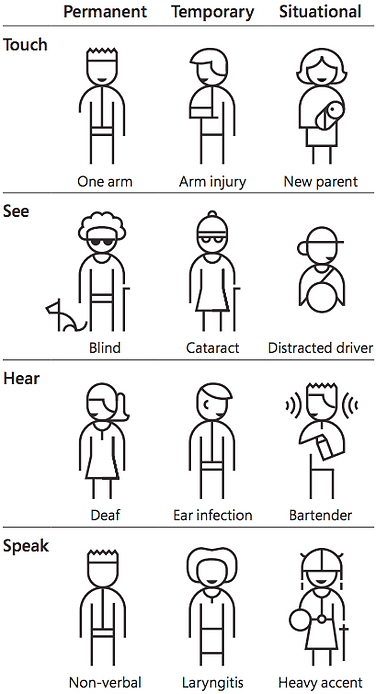 Permanent Temporary Situational
Touch
One arm Arm injury New parent
See
Blind Cataract Distracted driver
Hear
Deaf Ear infection Bartender
Speak
Non-verbal Laryngitis Heavy accent